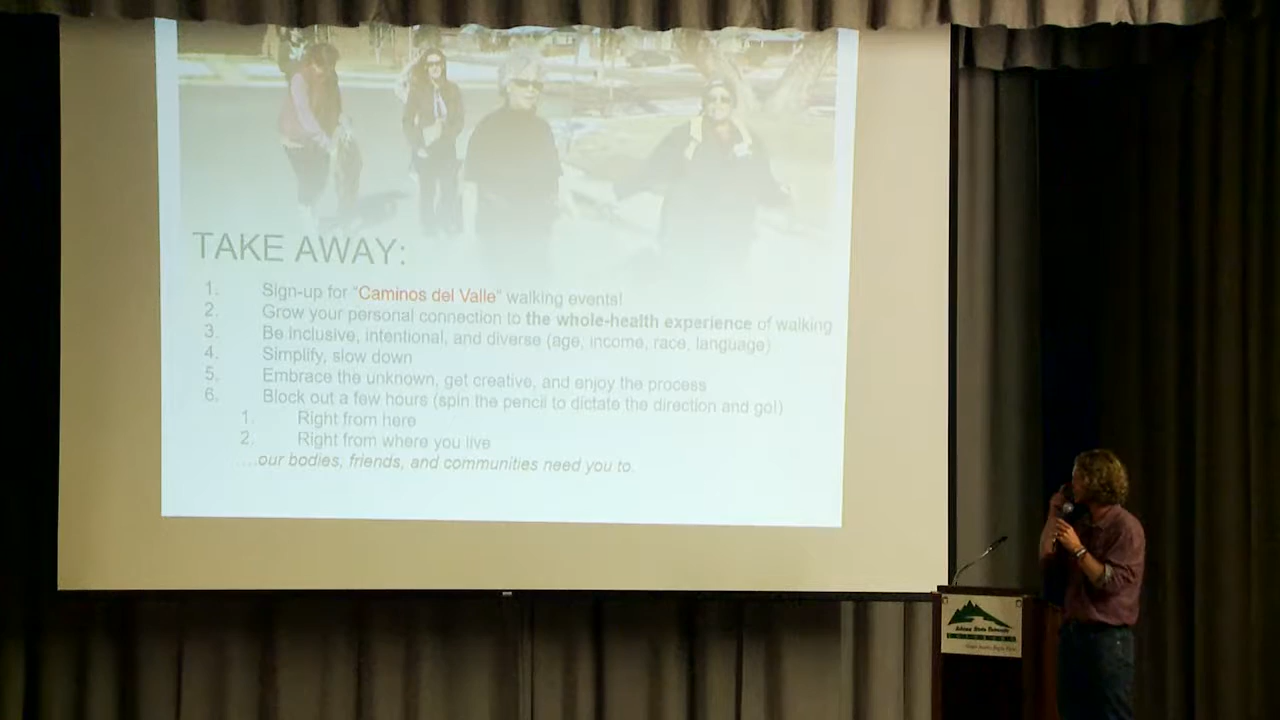 TAKE AWAY:
1. Sign-up for "Caminos del Valle" walking events!
2. Grow your personal connection to the whole-health experience of walking
3. Be inclusive, intentional, and diverse (age, income, race, language)
4. Simplify, slow down
5. Embrace the unknown, get creative, and enjoy the process
6. Block out a few hours (spin the pencil to dictate the direction and go!)
1. Right from here
2. Right from where you live
....our bodies, friends, and communities need you to.
Adams State University
COLORADO